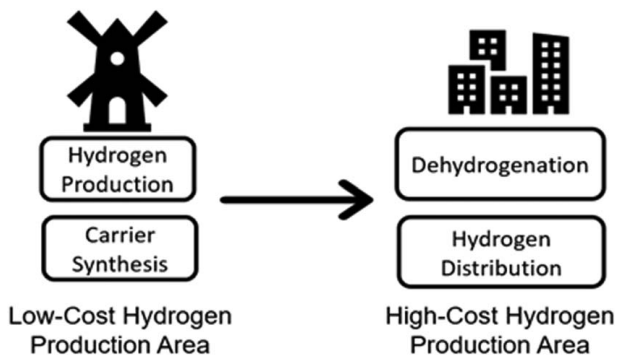 Hydrogen
Production
Carrier
Synthesis
Low-Cost Hydrogen
Production Area
Dehydrogenation
Hydrogen
Distribution
High-Cost Hydrogen
Production Area